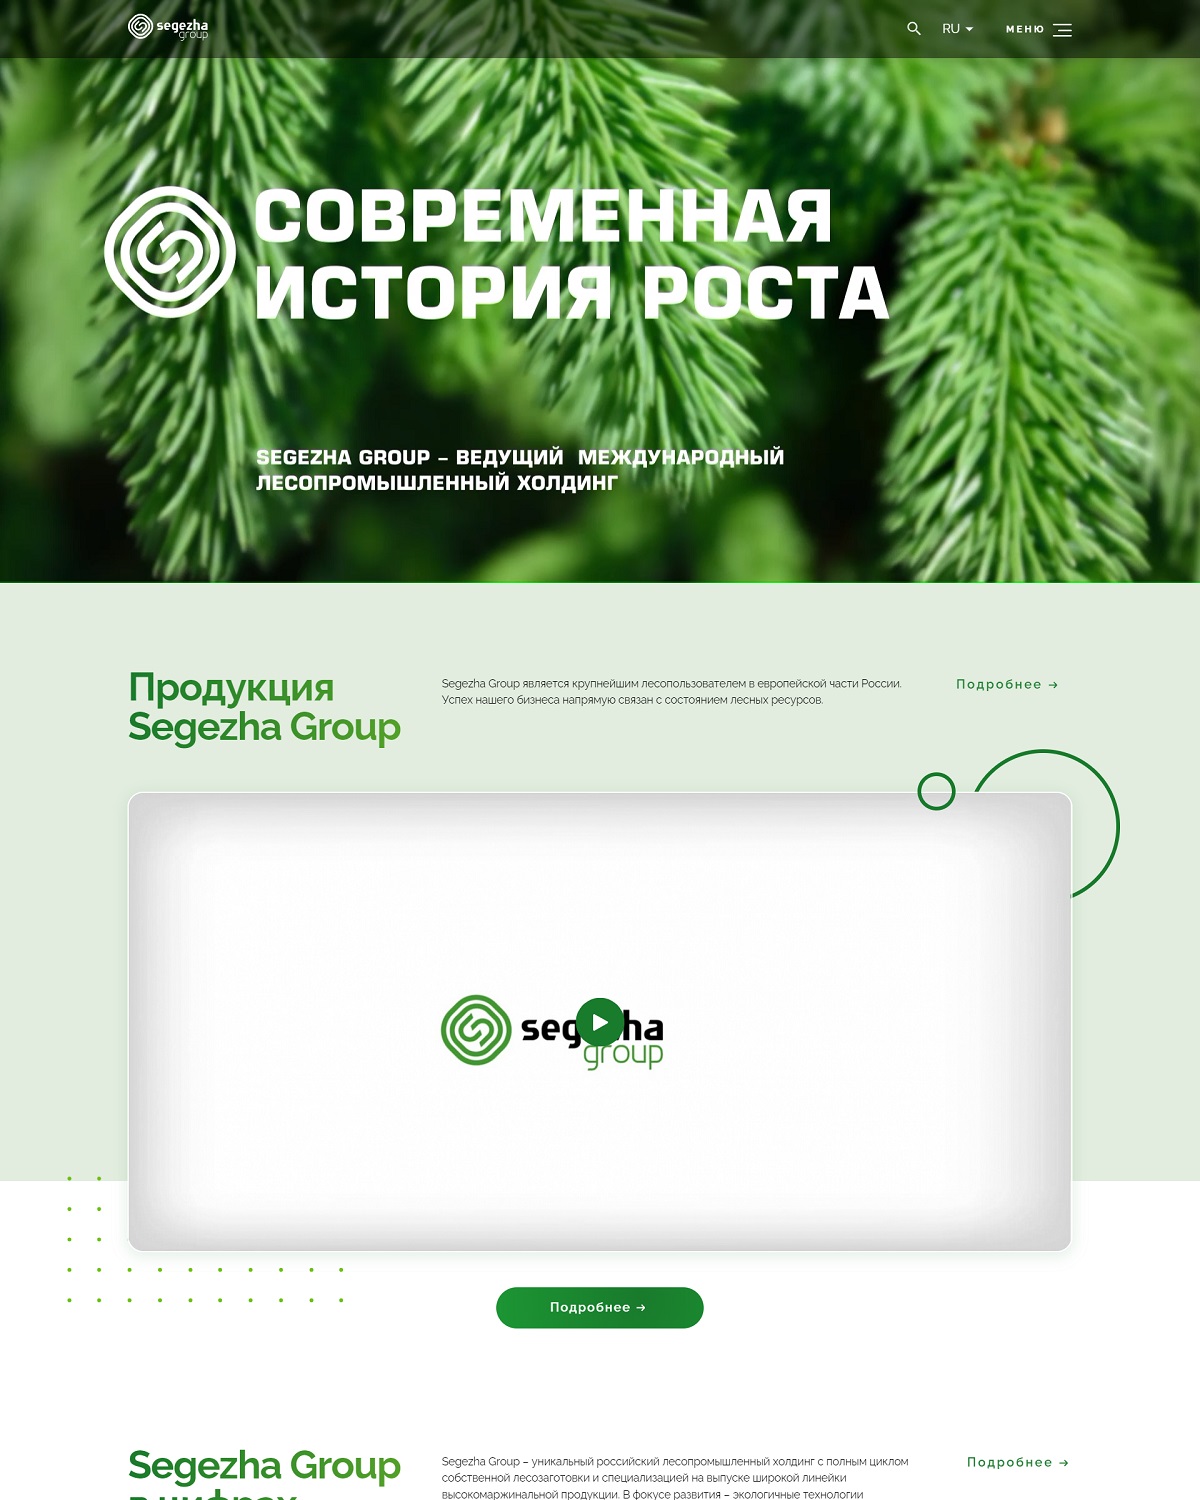 segezha
group
RU
МЕНЮ
СОВРЕМЕННАЯ
ИСТОРИЯ РОСТА
SEGEZHA GROUP – ВЕДУЩИЙ МЕЖДУНАРОДНЫЙ
ЛЕСОПРОМЫШЛЕННЫЙ ХОЛДИНГ
Продукция
Segezha Group
Segezha Group является крупнейшим лесопользователем в европейской части России.
Успех нашего бизнеса напрямую связан с состоянием лесных ресурсов.
Подробнее →
group
Подробнее →
Segezha Group
в цифрах
Segezha Group – уникальный российский лесопромышленный холдинг с полным циклом
собственной лесозаготовки и специализацией на выпуске широкой линейки
высокомаржинальной продукции. В фокусе развития – экологичные технологии
Подробнее →